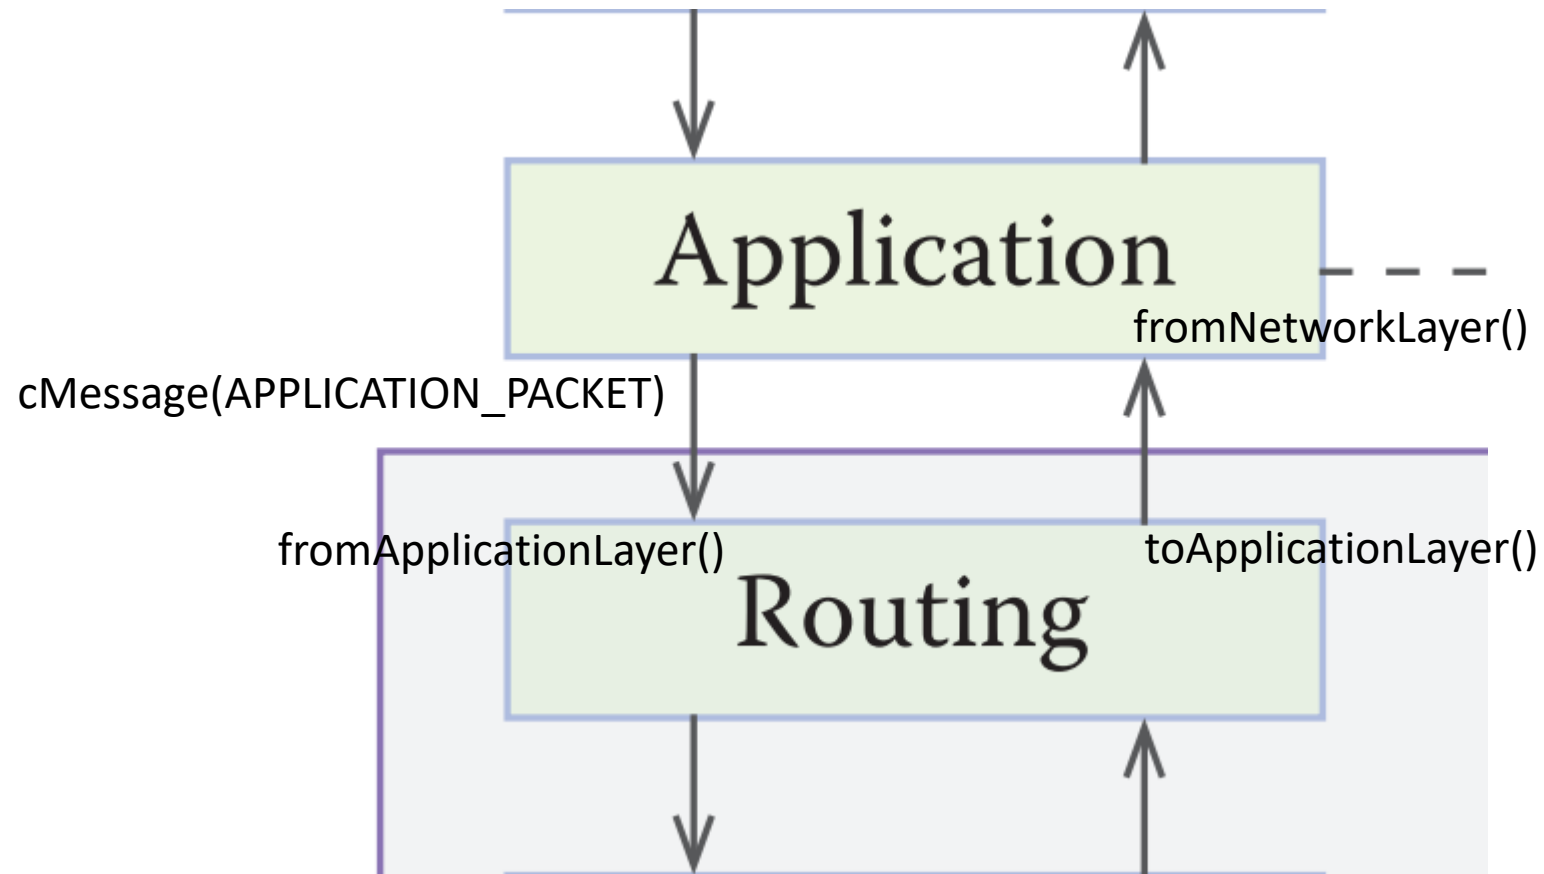 Application
fromNetworkLayer()
cMessage(APPLICATION_PACKET)
fromApplicationLayer()
toApplicationLayer()
Routing